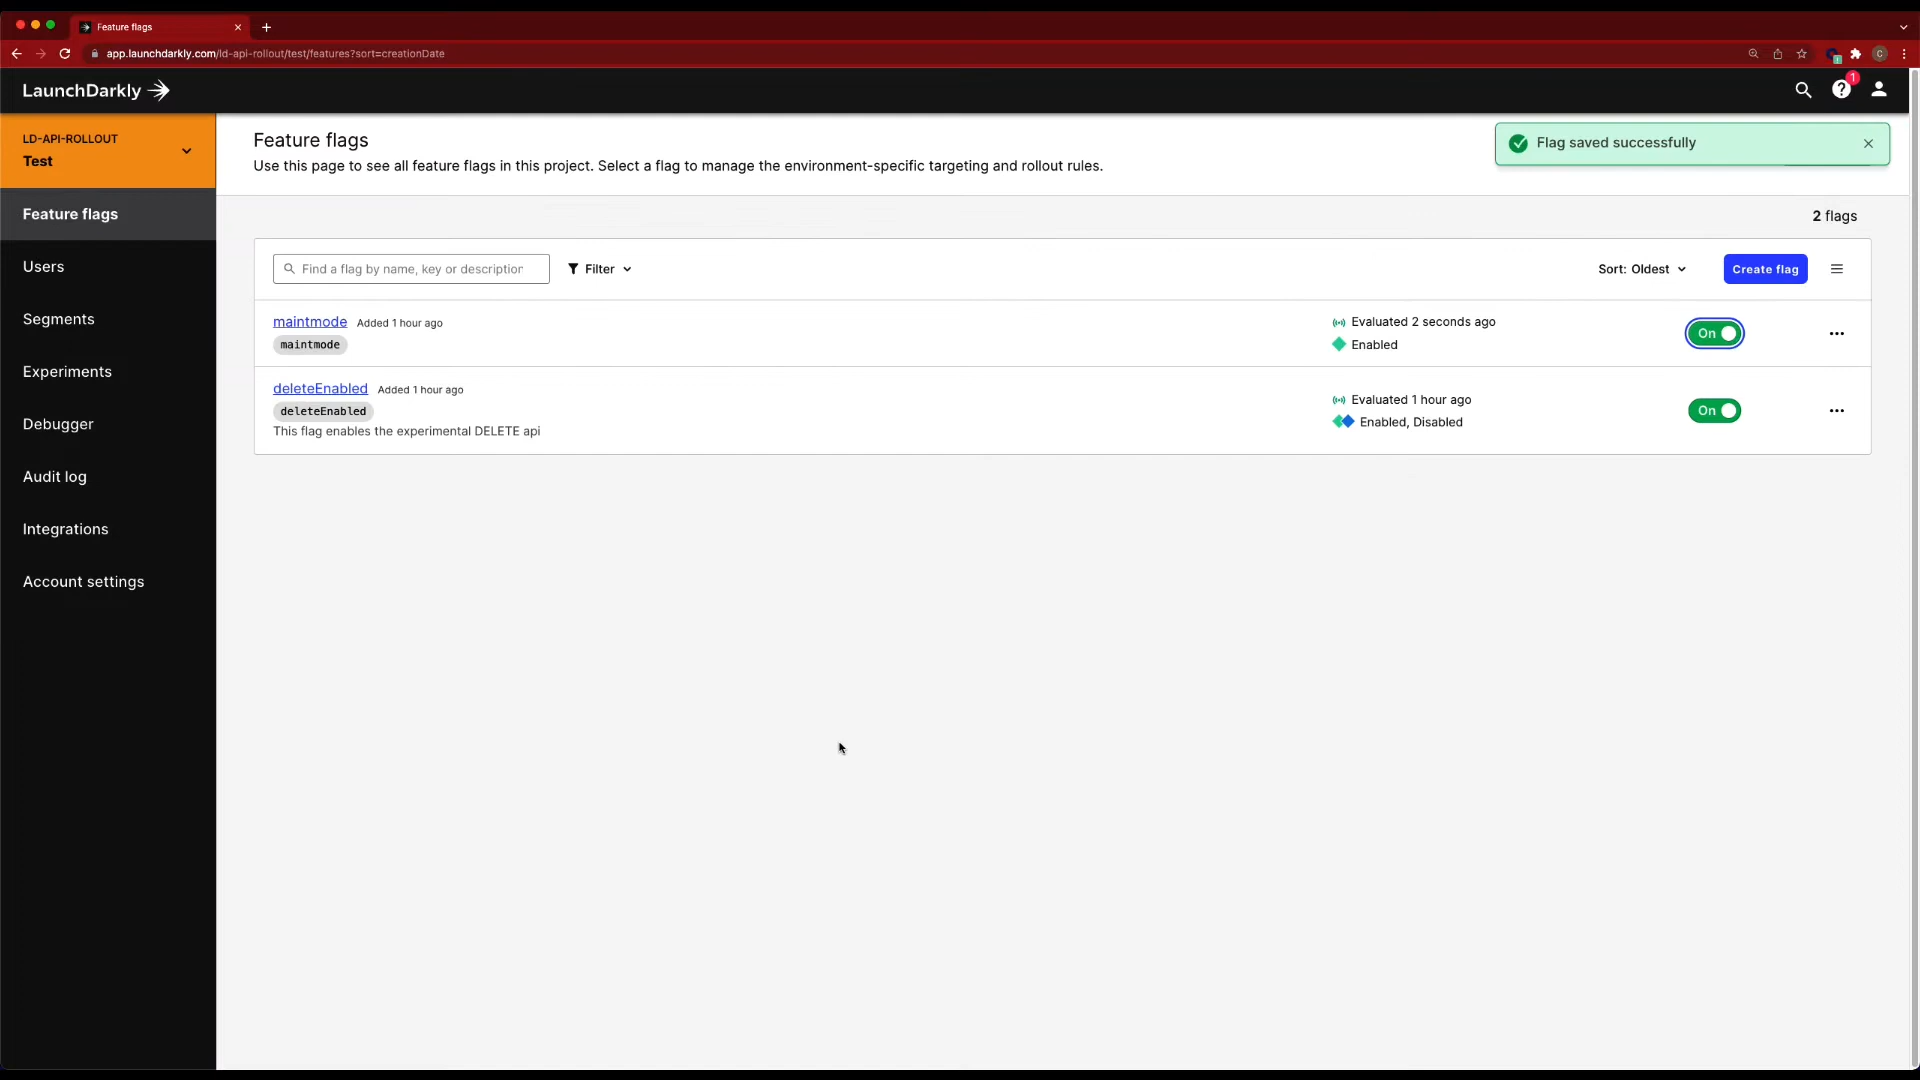 Feature flags
app.launchdarkly.com/ld-api-rollout/test/features?sort=creationDate
C
LaunchDarkly
1
LD-API-ROLLOUT
Test
Feature flags
Users
Segments
Experiments
Debugger
Audit log
Integrations
Account settings
Feature flags
Use this page to see all feature flags in this project. Select a flag to manage the environment-specific targeting and rollout rules.
Flag saved successfully
2 flags
Find a flag by name, key or description
Filter
Sort: Oldest
Create flag
maintmode Added 1 hour ago
maintmode
Evaluated 2 seconds ago
Enabled
On
deleteEnabled Added 1 hour ago
deleteEnabled
This flag enables the experimental DELETE api
Evaluated 1 hour ago
Enabled, Disabled
On